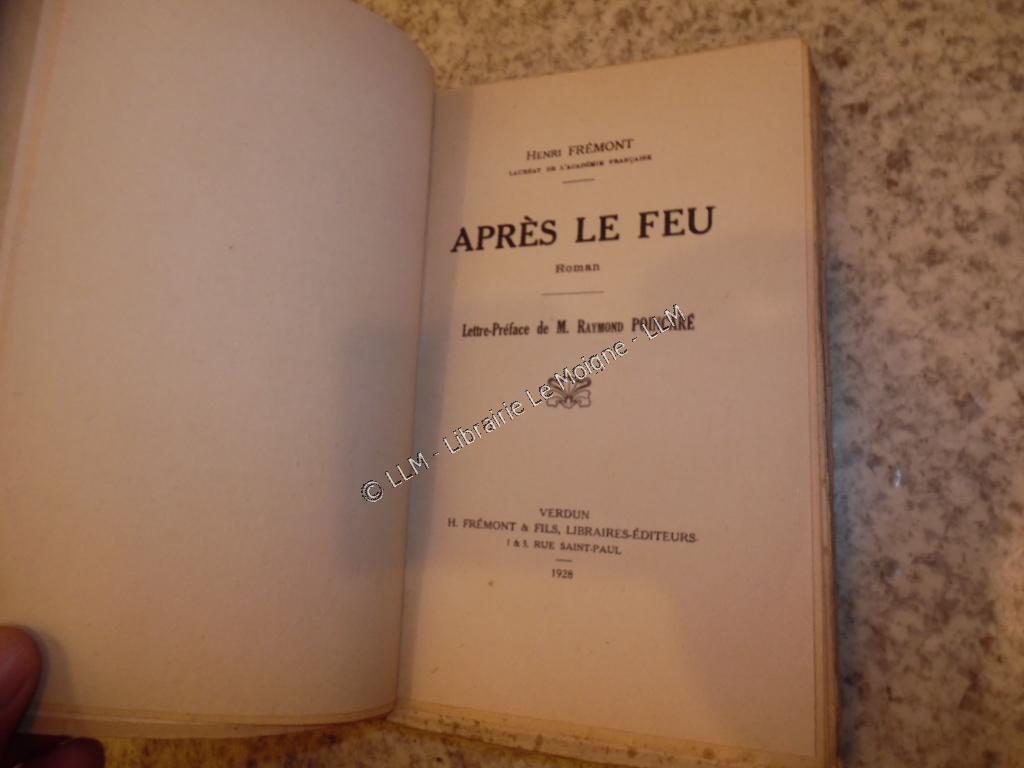 HENRI FRÉMONT
LAURÉAT DE L'ACADÉMIE FRANÇAISE
APRÈS LE FEU
Roman
Lettre-Préface de M. RAYMOND POINCARÉ
© LLM - Librairie Le Moigne - LLM
VERDUN
H. FRÉMONT & FILS, LIBRAIRES-ÉDITEURS
1 & 3, RUE SAINT-PAUL
1928